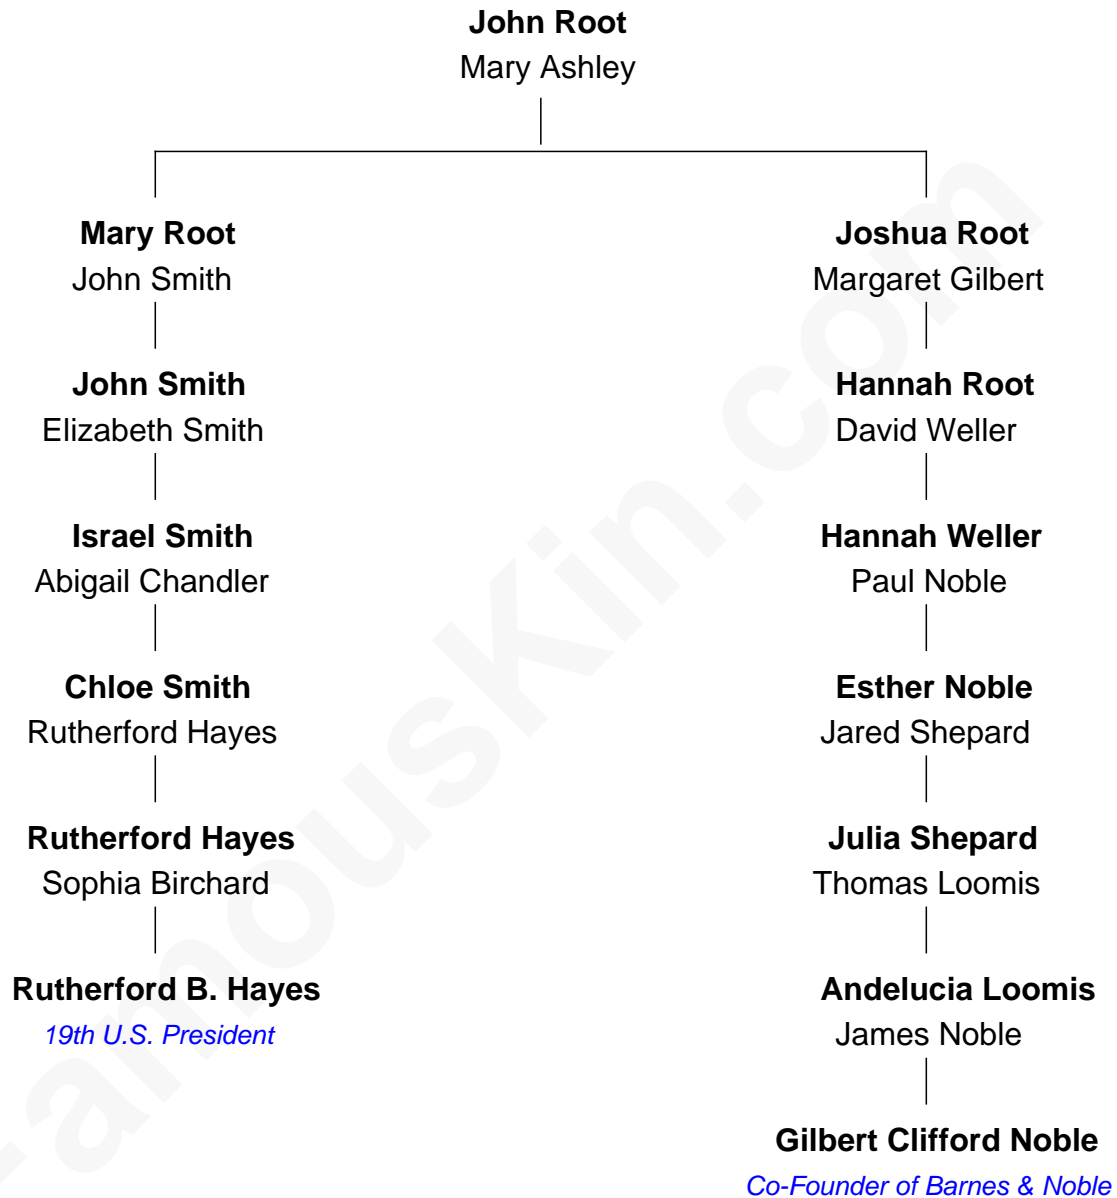 John Root
Mary Ashley
Mary Root
John Smith
John Smith
Elizabeth Smith
Israel Smith
Abigail Chandler
Chloe Smith
Rutherford Hayes
Rutherford Hayes
Sophia Birchard
Rutherford B. Hayes
19th U.S. President
Joshua Root
Margaret Gilbert
Hannah Root
David Weller
Hannah Weller
Paul Noble
Esther Noble
Jared Shepard
Julia Shepard
Thomas Loomis
Andelucia Loomis
James Noble
Gilbert Clifford Noble
Co-Founder of Barnes & Noble
FamousKin.com